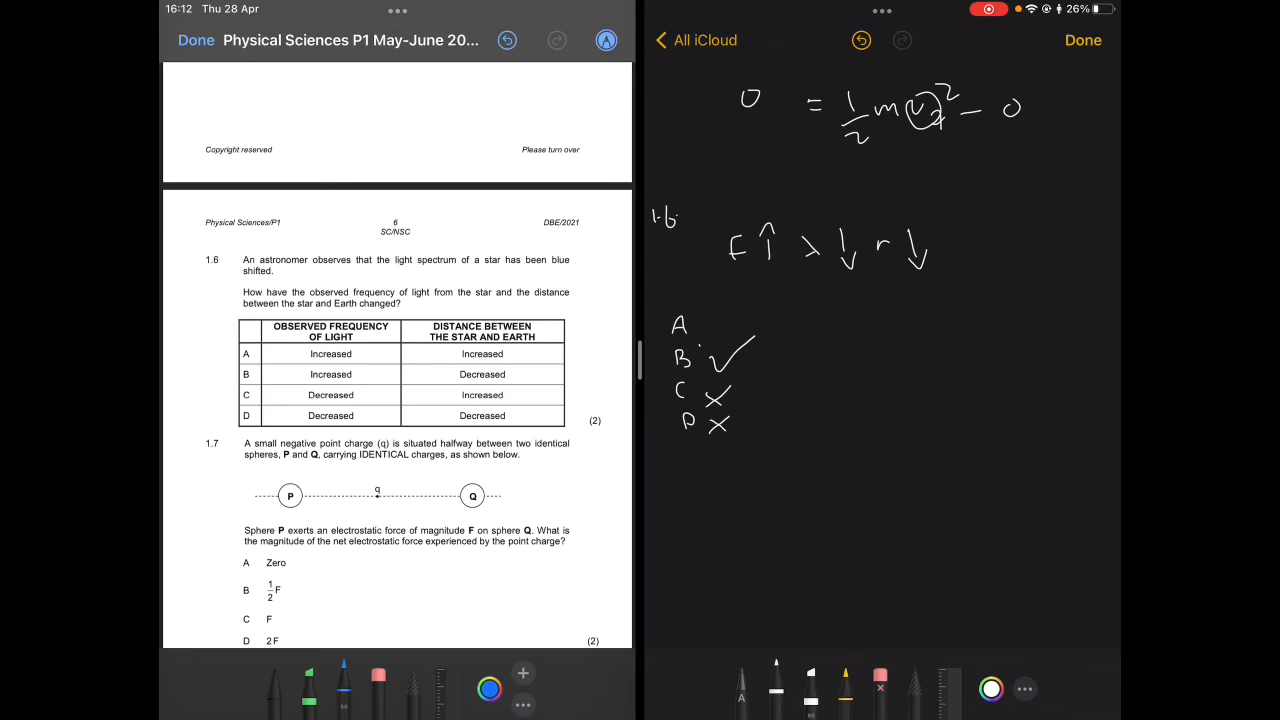 16:12 Thu 28 Apr
26%
Done Physical Sciences P1 May-June 20...
All iCloud
Done
Copyright reserved Please turn over
Physical Sciences/P1 6 DBE/2021
SC/NSC
1.6 An astronomer observes that the light spectrum of a star has been blue
shifted.
How have the observed frequency of light from the star and the distance
between the star and Earth changed?
OBSERVED FREQUENCY OF LIGHT DISTANCE BETWEEN THE STAR AND EARTH
A Increased Increased
B Increased Decreased
C Decreased Increased
D Decreased Decreased
(2)
1.7 A small negative point charge (q) is situated halfway between two identical
spheres, P and Q, carrying IDENTICAL charges, as shown below.
P q Q
Sphere P exerts an electrostatic force of magnitude F on sphere Q. What is
the magnitude of the net electrostatic force experienced by the point charge?
A Zero
B 1/2 F
C F
D 2F (2)
0 = 1/2 m v² - 0
1.6
f ↑ λ ↓ r ↓
A
B ✓
C ✗
D ✗